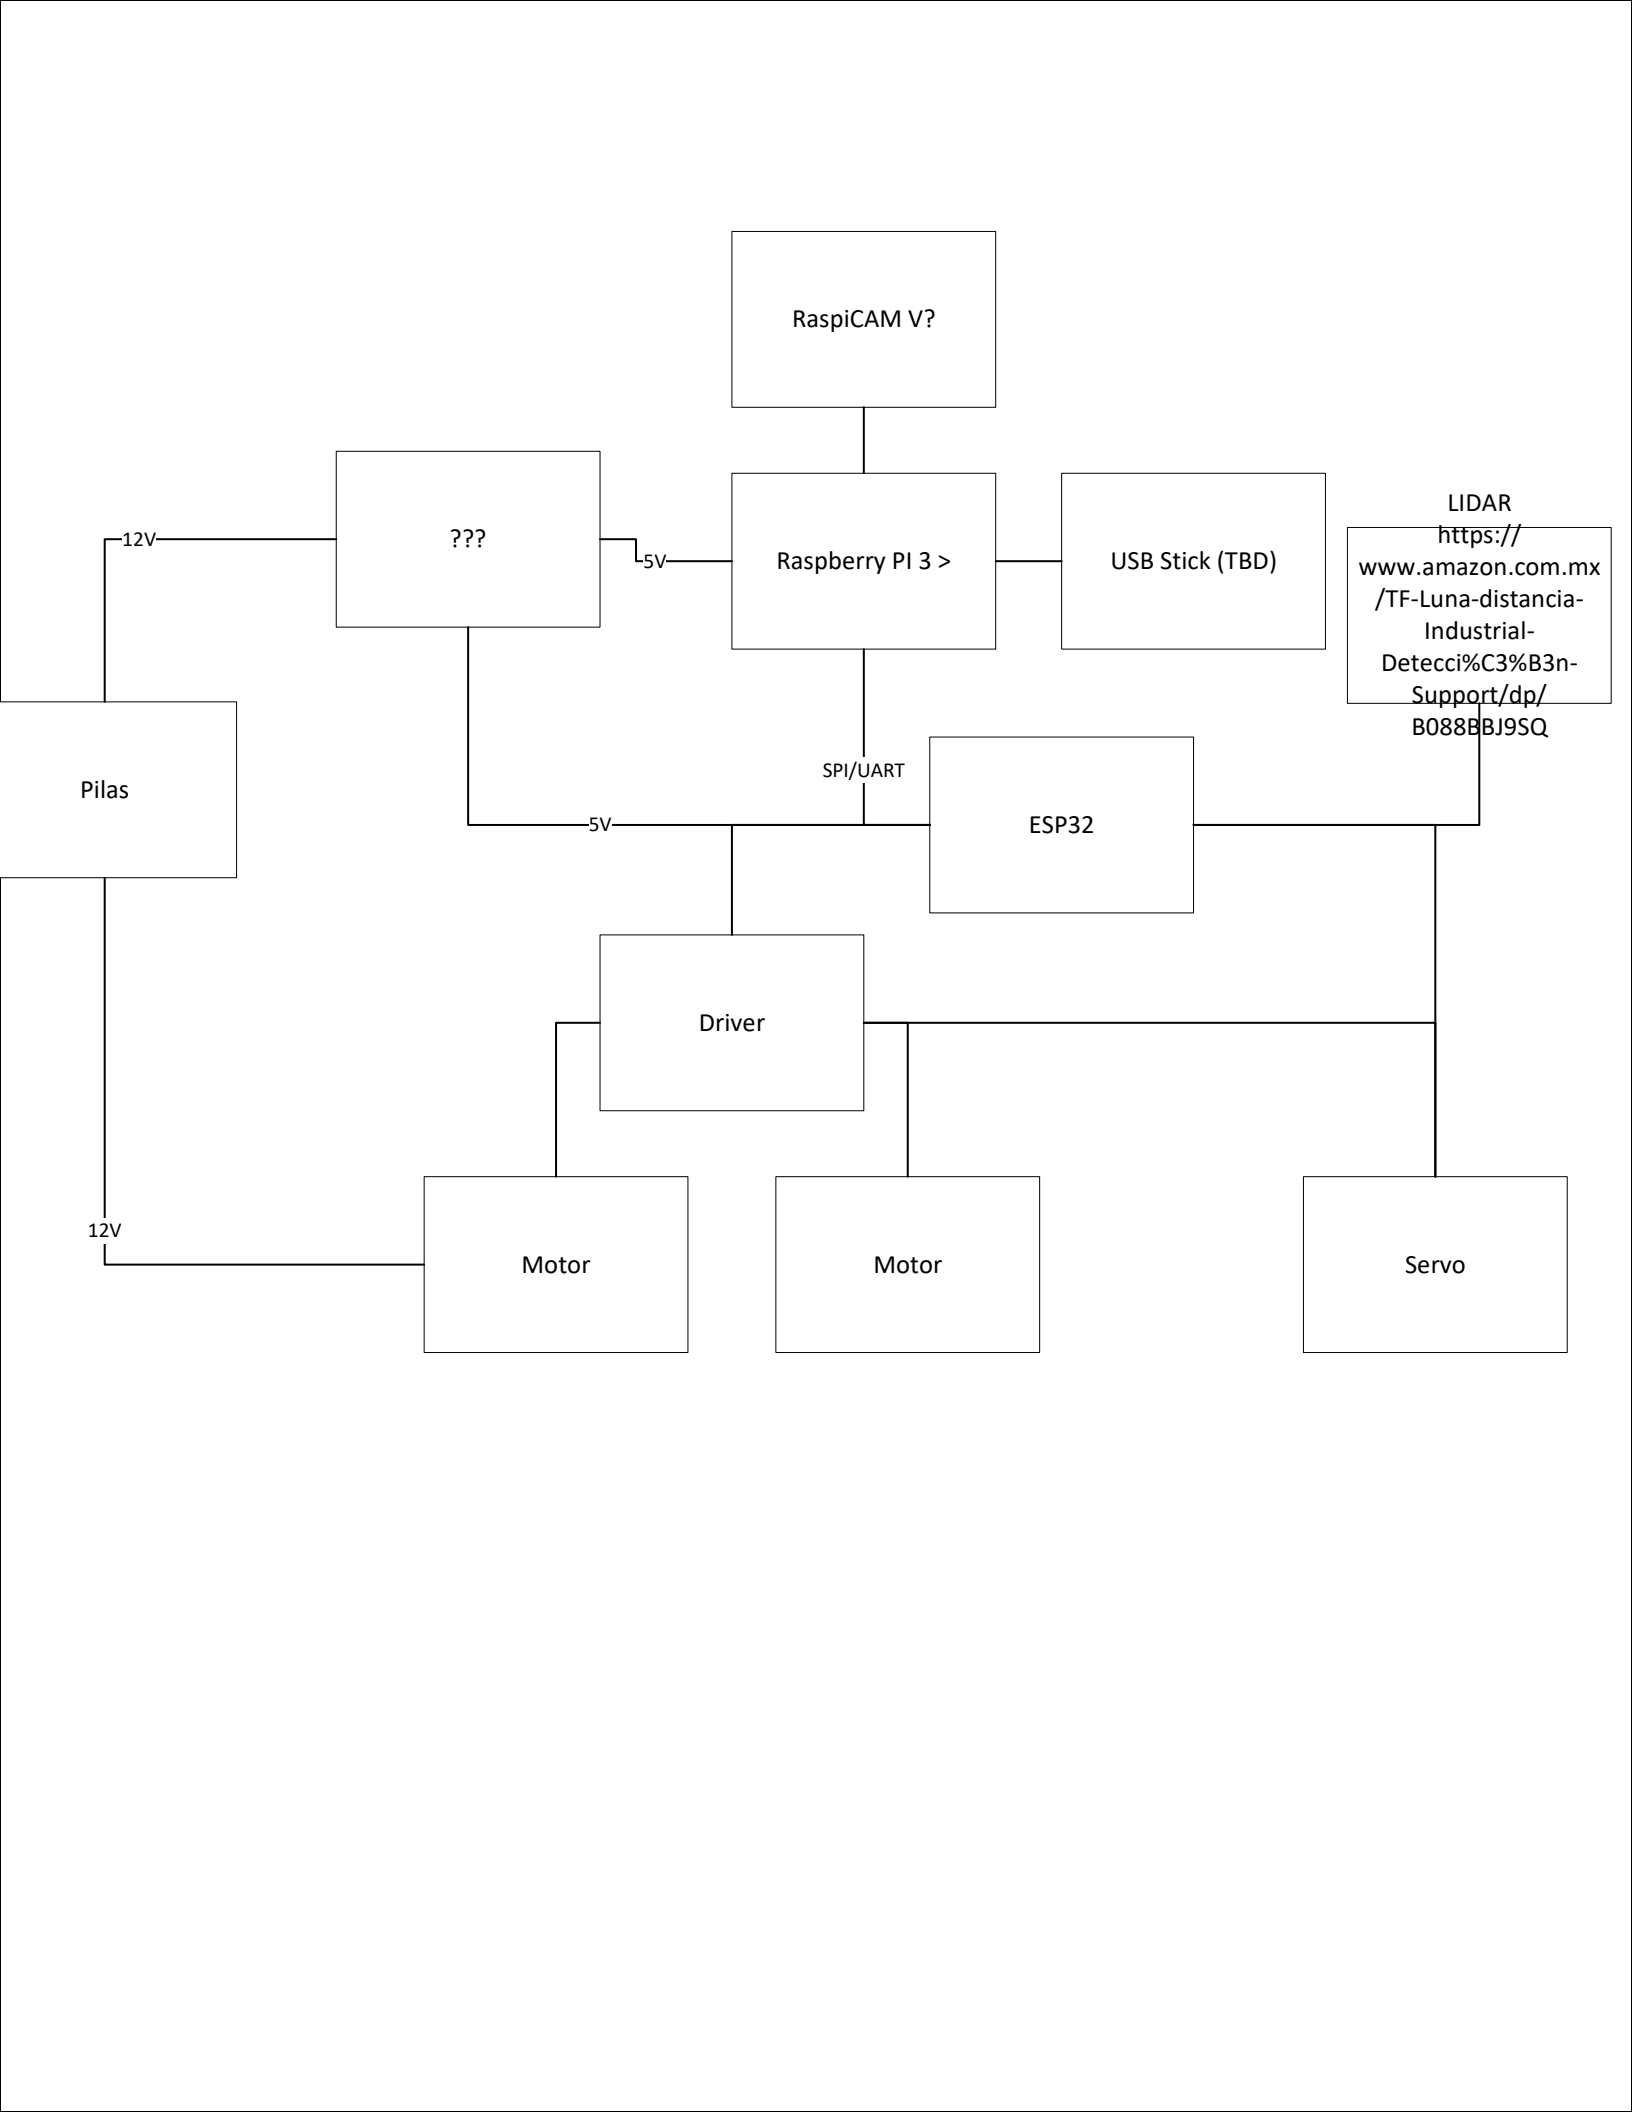 RaspiCAM V?
12V
???
5V
Raspberry PI 3 >
USB Stick (TBD)
LIDAR
https://
www.amazon.com.mx
/TF-Luna-distancia-
Industrial-
Detecci%C3%B3n-
Support/dp/
B088BBJ9SQ
Pilas
SPI/UART
5V
ESP32
Driver
12V
Motor
Motor
Servo